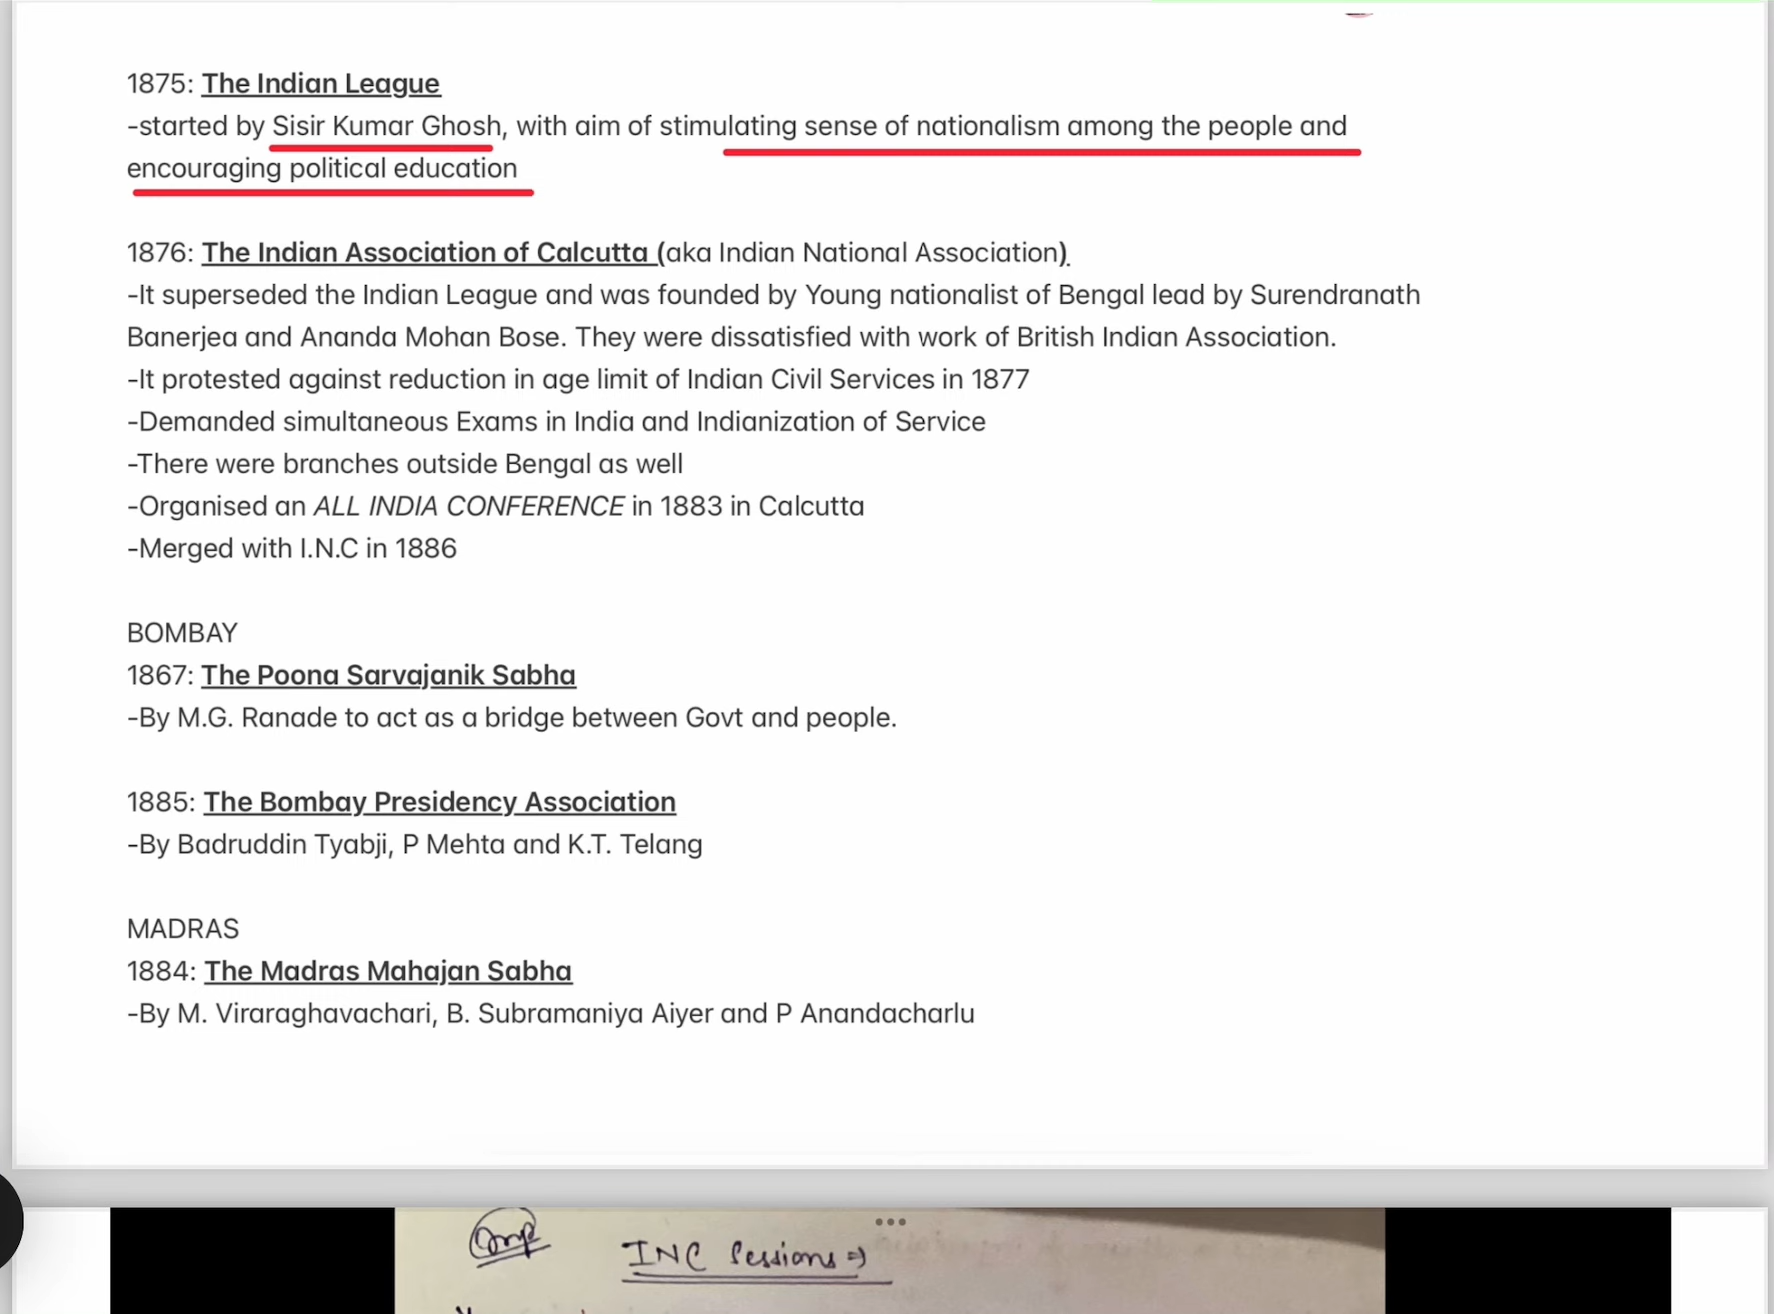 1875: The Indian League
-started by Sisir Kumar Ghosh, with aim of stimulating sense of nationalism among the people and
encouraging political education
1876: The Indian Association of Calcutta (aka Indian National Association).
-It superseded the Indian League and was founded by Young nationalist of Bengal lead by Surendranath
Banerjea and Ananda Mohan Bose. They were dissatisfied with work of British Indian Association.
-It protested against reduction in age limit of Indian Civil Services in 1877
-Demanded simultaneous Exams in India and Indianization of Service
-There were branches outside Bengal as well
-Organised an ALL INDIA CONFERENCE in 1883 in Calcutta
-Merged with I.N.C in 1886
BOMBAY
1867: The Poona Sarvajanik Sabha
-By M.G. Ranade to act as a bridge between Govt and people.
1885: The Bombay Presidency Association
-By Badruddin Tyabji, P Mehta and K.T. Telang
MADRAS
1884: The Madras Mahajan Sabha
-By M. Viraraghavachari, B. Subramaniya Aiyer and P Anandacharlu
Imp
INC Sessions ⇒